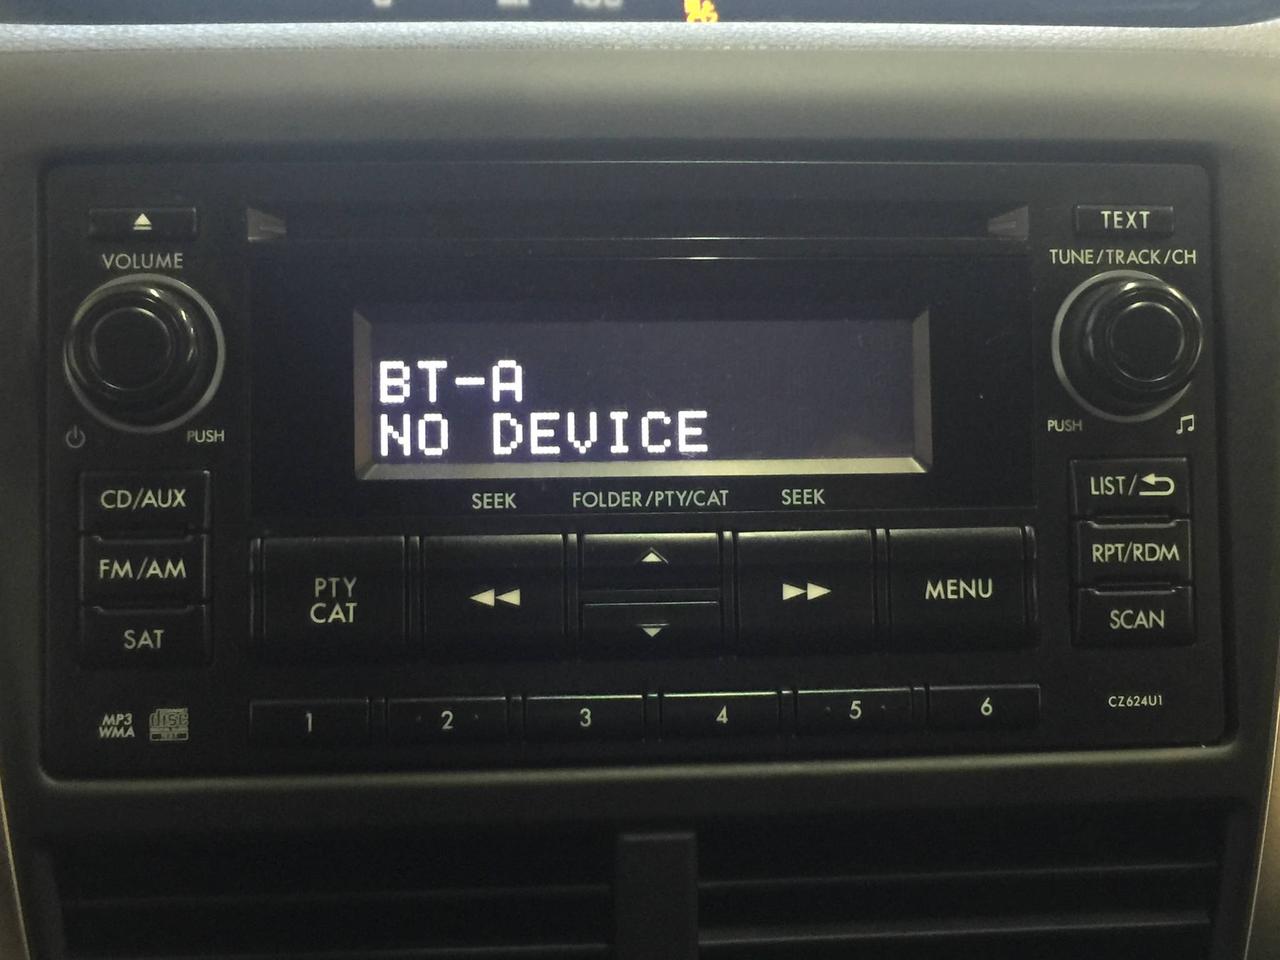 TEXT
VOLUME
TUNE/TRACK/CH
BT-A
NO DEVICE
PUSH
PUSH
CD/AUX
SEEK
FOLDER/PTY/CAT
SEEK
LIST/
FM/AM
RPT/RDM
PTY
CAT
MENU
SAT
SCAN
MP3
WMA
disc
1
2
3
4
5
6
CZ624U1